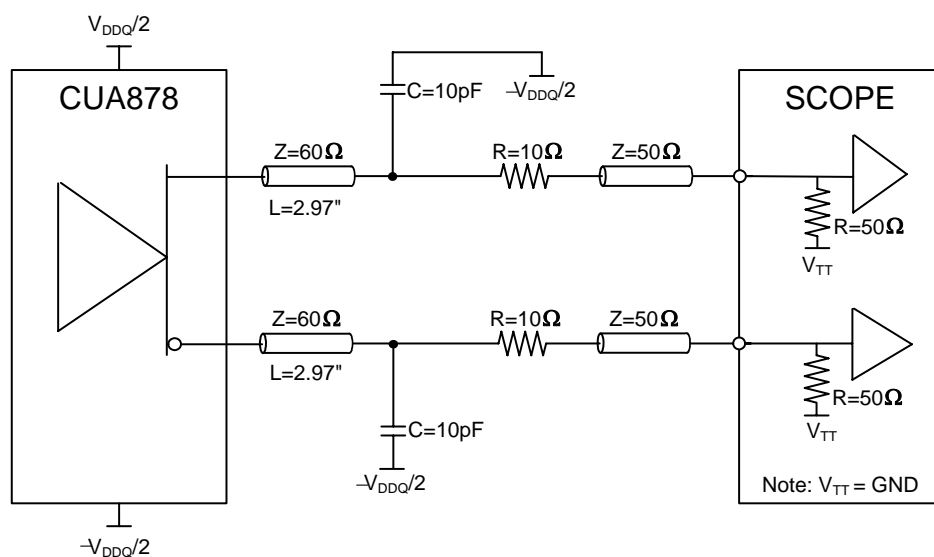 V_DDQ/2
CUA878
C=10pF
–V_DDQ/2
SCOPE
Z=60Ω
R=10Ω
Z=50Ω
L=2.97"
R=50Ω
V_TT
Z=60Ω
R=10Ω
Z=50Ω
L=2.97"
R=50Ω
V_TT
C=10pF
–V_DDQ/2
Note: V_TT = GND
–V_DDQ/2